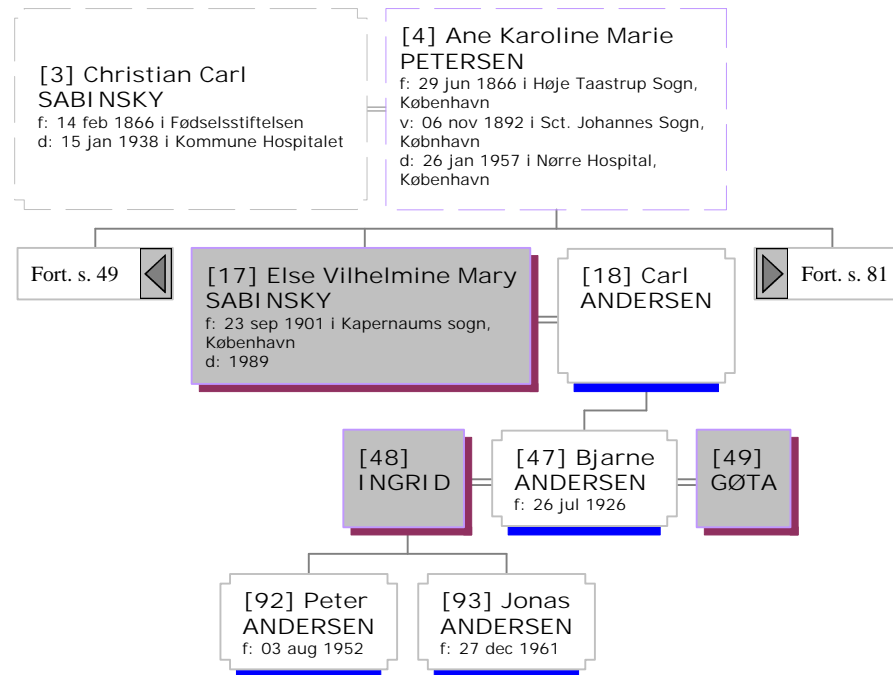 [3] Christian Carl
SABINSKY
f: 14 feb 1866 i Fødselsstiftelsen
d: 15 jan 1938 i Kommune Hospitalet
[4] Ane Karoline Marie
PETERSEN
f: 29 jun 1866 i Høje Taastrup Sogn,
København
v: 06 nov 1892 i Sct. Johannes Sogn,
Købnhavn
d: 26 jan 1957 i Nørre Hospital,
København
Fort. s. 49
[17] Else Vilhelmine Mary
SABINSKY
f: 23 sep 1901 i Kapernaums sogn,
København
d: 1989
[18] Carl
ANDERSEN
Fort. s. 81
[48]
INGRID
[47] Bjarne
ANDERSEN
f: 26 jul 1926
[49]
GØTA
[92] Peter
ANDERSEN
f: 03 aug 1952
[93] Jonas
ANDERSEN
f: 27 dec 1961